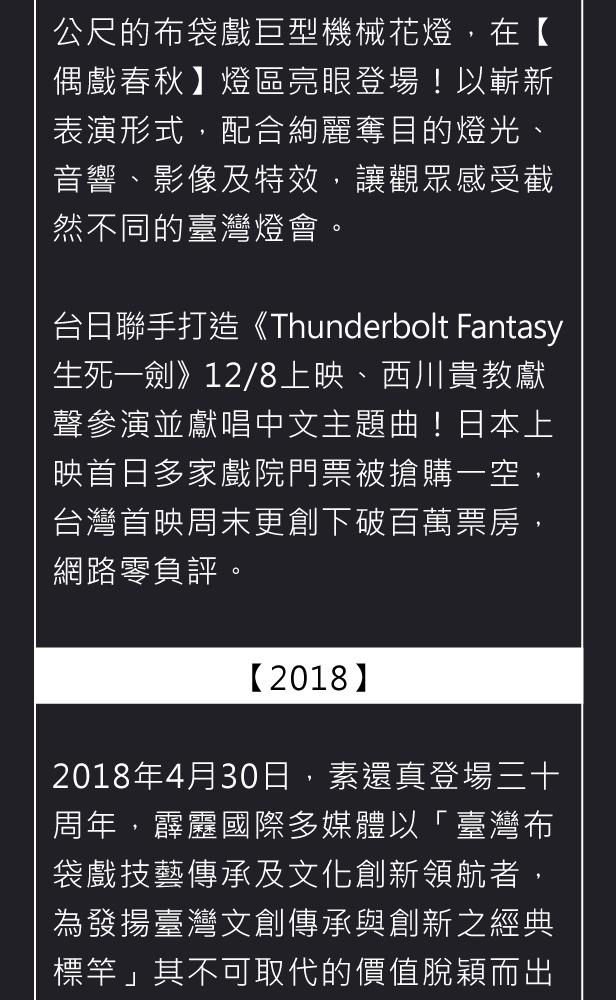 公尺的布袋戲巨型機械花燈，在【
偶戲春秋】燈區亮眼登場！以嶄新
表演形式，配合絢麗奪目的燈光、
音響、影像及特效，讓觀眾感受截
然不同的臺灣燈會。
台日聯手打造《Thunderbolt Fantasy
生死一劍》12/8上映、西川貴教獻
聲參演並獻唱中文主題曲！日本上
映首日多家戲院門票被搶購一空，
台灣首映周末更創下破百萬票房，
網路零負評。
【2018】
2018年4月30日，素還真登場三十
周年，霹靂國際多媒體以「臺灣布
袋戲技藝傳承及文化創新領航者，
為發揚臺灣文創傳承與創新之經典
標竿」其不可取代的價值脫穎而出